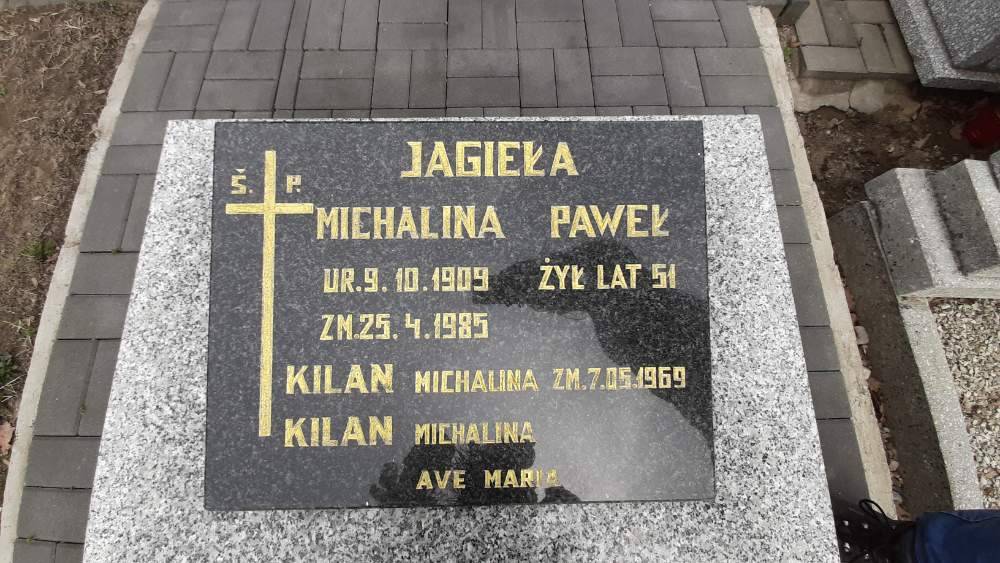 JAGIEŁA
Ś. P.
MICHALINA PAWEŁ
UR.9.10.1909 ŻYŁ LAT 51
ZM.25.4.1985
KILAN MICHALINA ZM.7.05.1969
KILAN MICHALINA
AVE MARIA